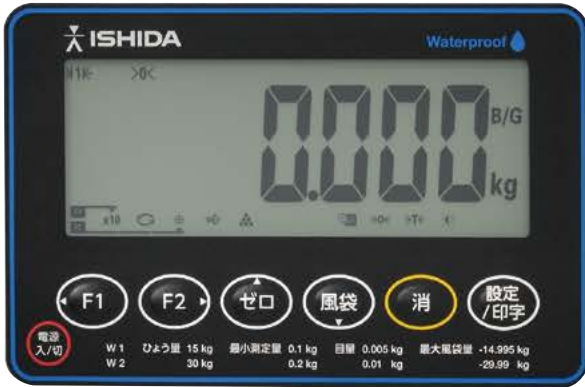 ISHIDA
Waterproof
>0<
0.000 B/G
kg
x10
F1 F2 ゼロ 風袋 消 設定/印字
電源
入/切
W1 ひょう量 15 kg 最小測定量 0.1 kg 目量 0.005 kg 最大風袋量 -14.995 kg
W2 30 kg 0.2 kg 0.01 kg -29.99 kg